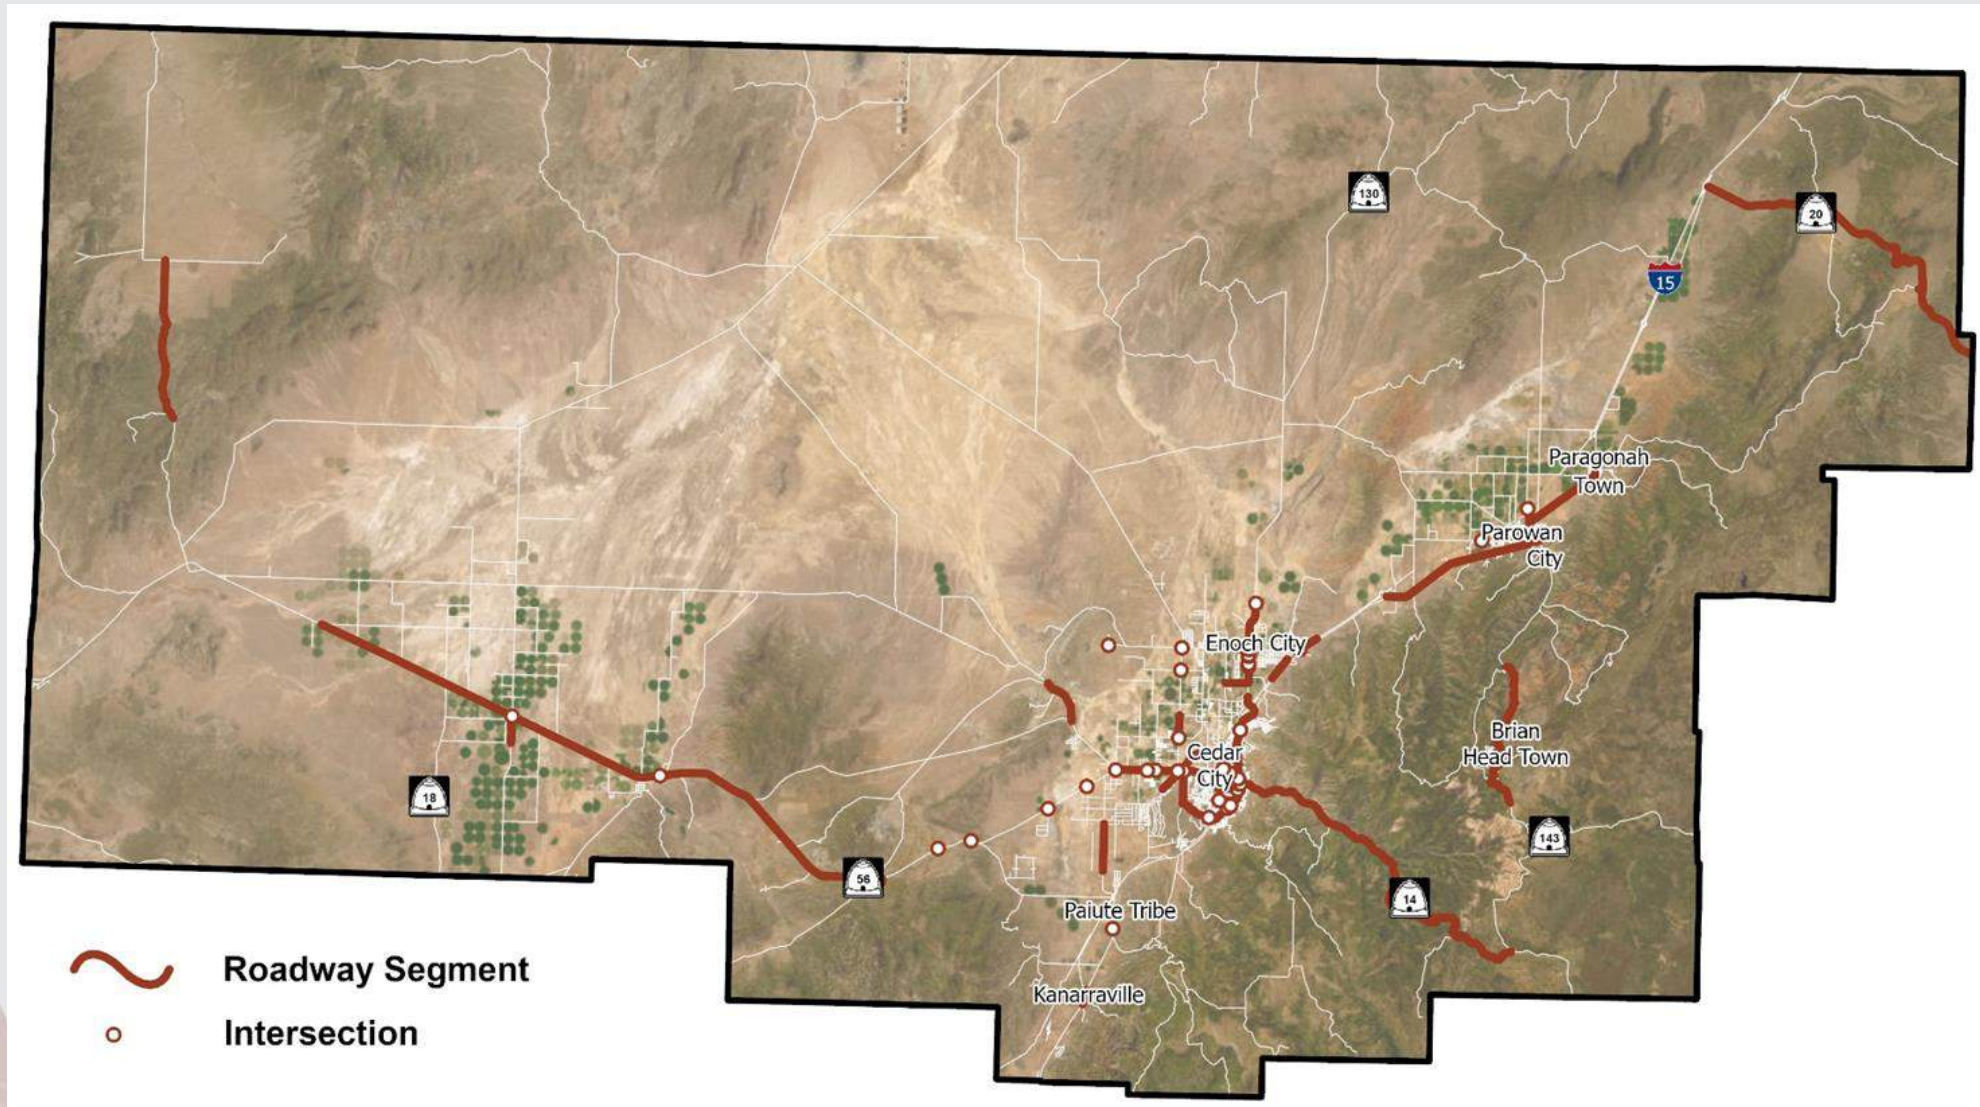 130
20
15
Paragonah
Town
Parowan
City
Enoch City
Brian
Head Town
Cedar
City
18
143
56
14
Paiute Tribe
Kanarraville
Roadway Segment
Intersection